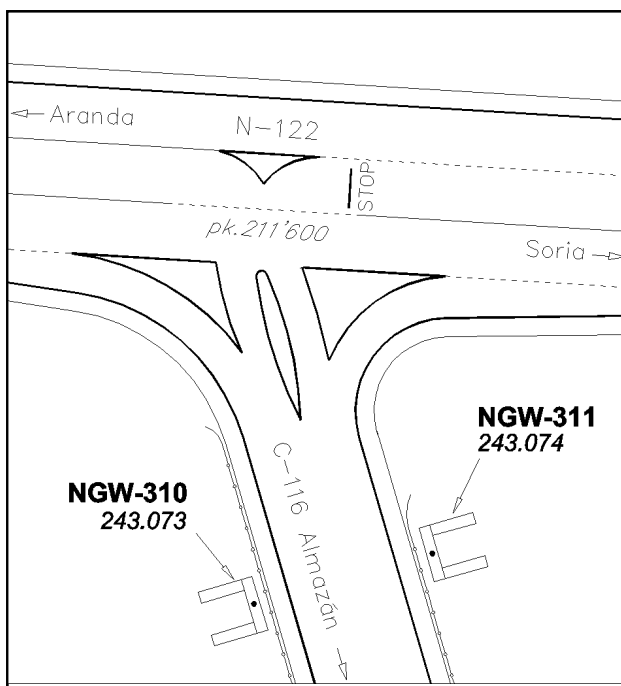 Aranda
N-122
STOP
pk.211'600
Soria
NGW-311
243.074
NGW-310
243.073
C-116 Almazán